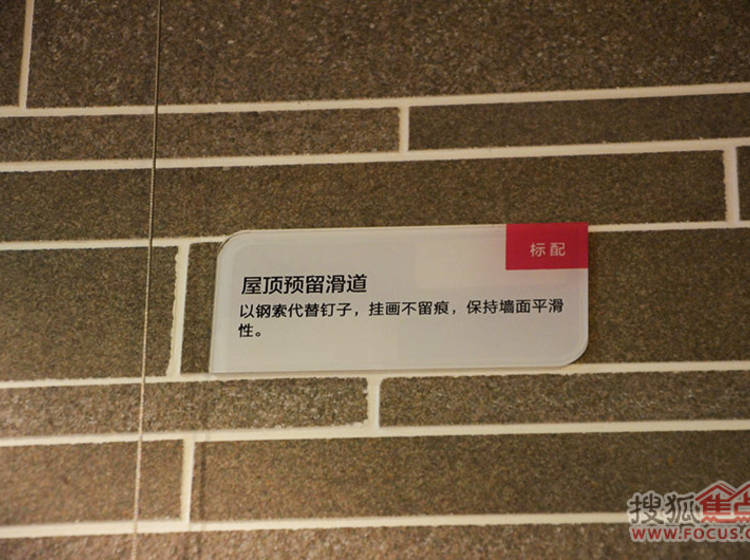 标配
屋顶预留滑道
以钢索代替钉子，挂画不留痕，保持墙面平滑
性。
搜狐焦点
WWW.FOCUS.